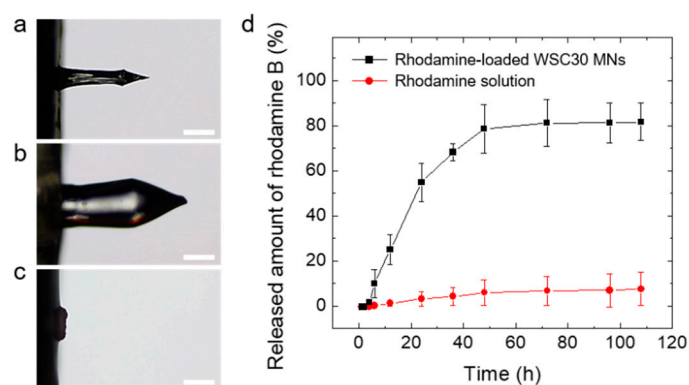 a
b
c
d
Released amount of rhodamine B (%)
100
80
60
40
20
0
Rhodamine-loaded WSC30 MNs
Rhodamine solution
0 20 40 60 80 100 120
Time (h)